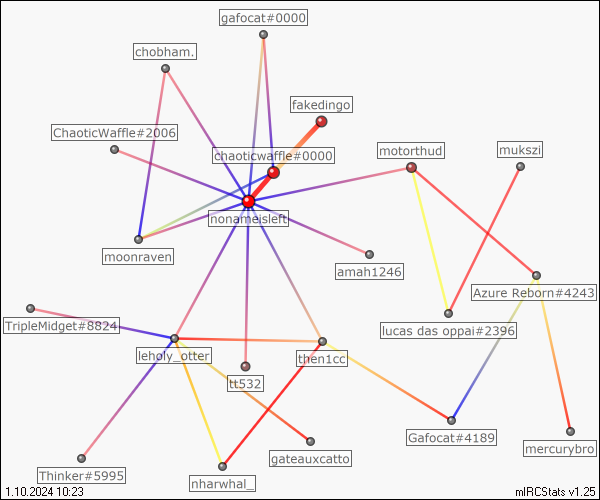 gafocat#0000
chobham.
fakedingo
ChaoticWaffle#2006
chaoticwaffle#0000
motorthud
mukszi
nonameisleft
moonraven
amah1246
Azure Reborn#4243
TripleMidget#8824
lucas das oppai#2396
leholy_otter
then1cc
tt532
Gafocat#4189
mercurybro
gateauxcatto
Thinker#5995
nharwhal_
1.10.2024 10:23
mIRCStats v1.25